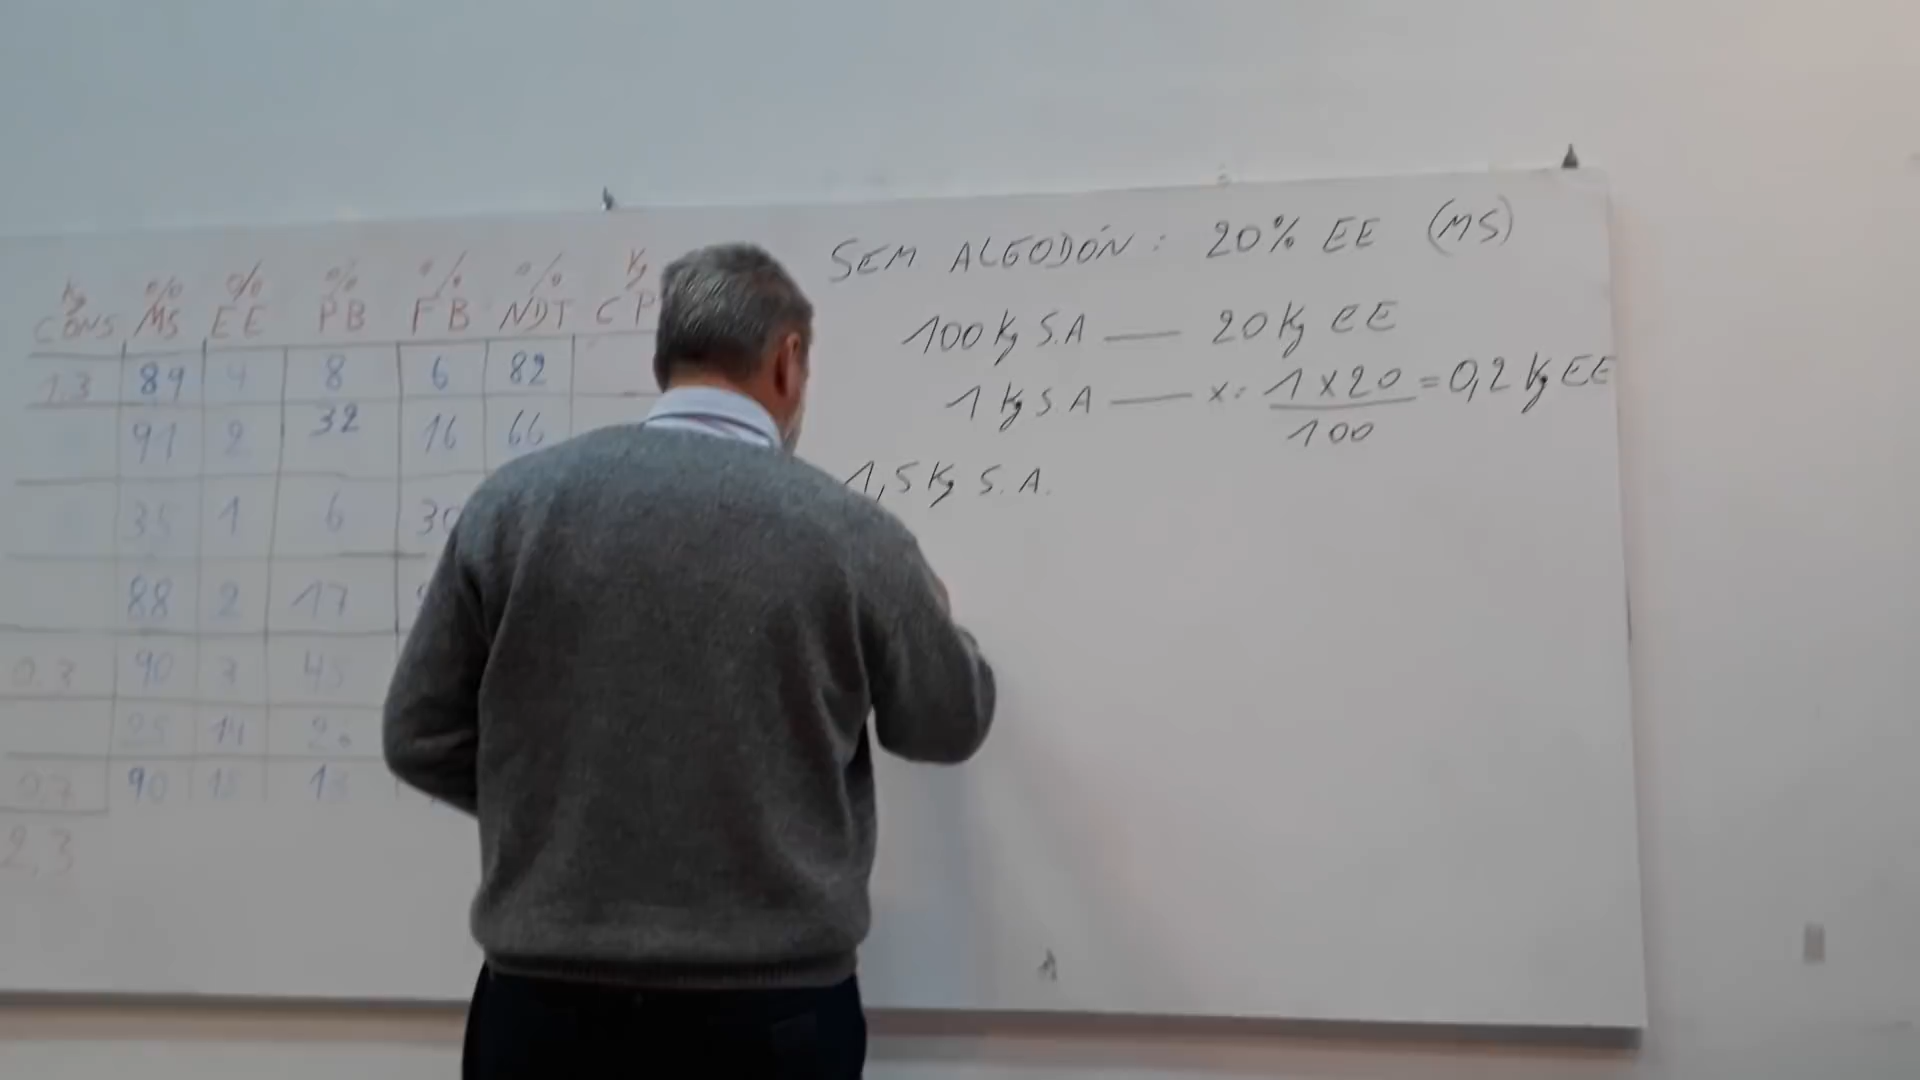 Kg % % % % % Kg
CONS MS EE PB FB NDT CP
1,3 89 4 8 6 82
91 2 32 16 66
35 1 6 30
88 2 17
0.3 90 3 45
14
0,7 90
2,3
SEM ALGODÓN: 20% EE (MS)
100 Kg S.A — 20 Kg EE
1 Kg S.A — x = 1 x 20 / 100 = 0,2 Kg EE
1,5 Kg S.A.